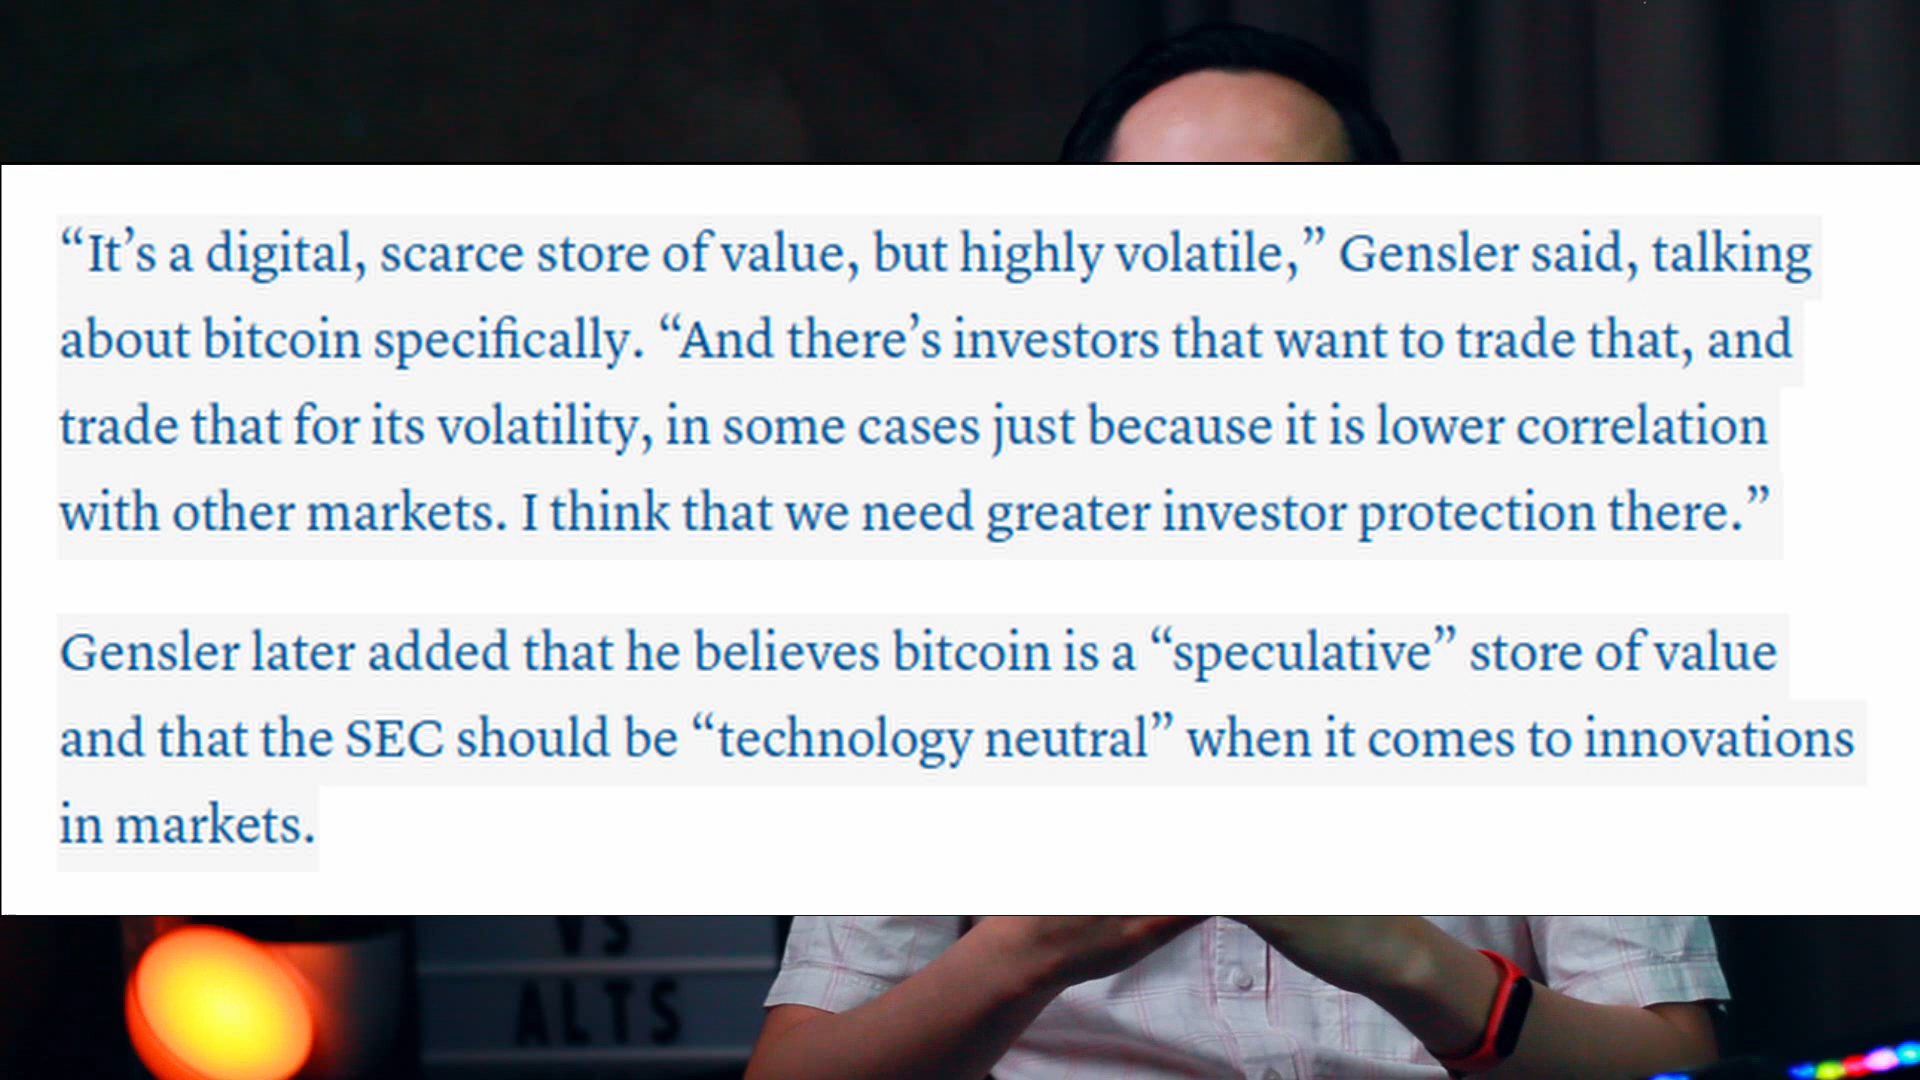 “It’s a digital, scarce store of value, but highly volatile,” Gensler said, talking
about bitcoin specifically. “And there’s investors that want to trade that, and
trade that for its volatility, in some cases just because it is lower correlation
with other markets. I think that we need greater investor protection there.”
Gensler later added that he believes bitcoin is a “speculative” store of value
and that the SEC should be “technology neutral” when it comes to innovations
in markets.
VS
ALTS